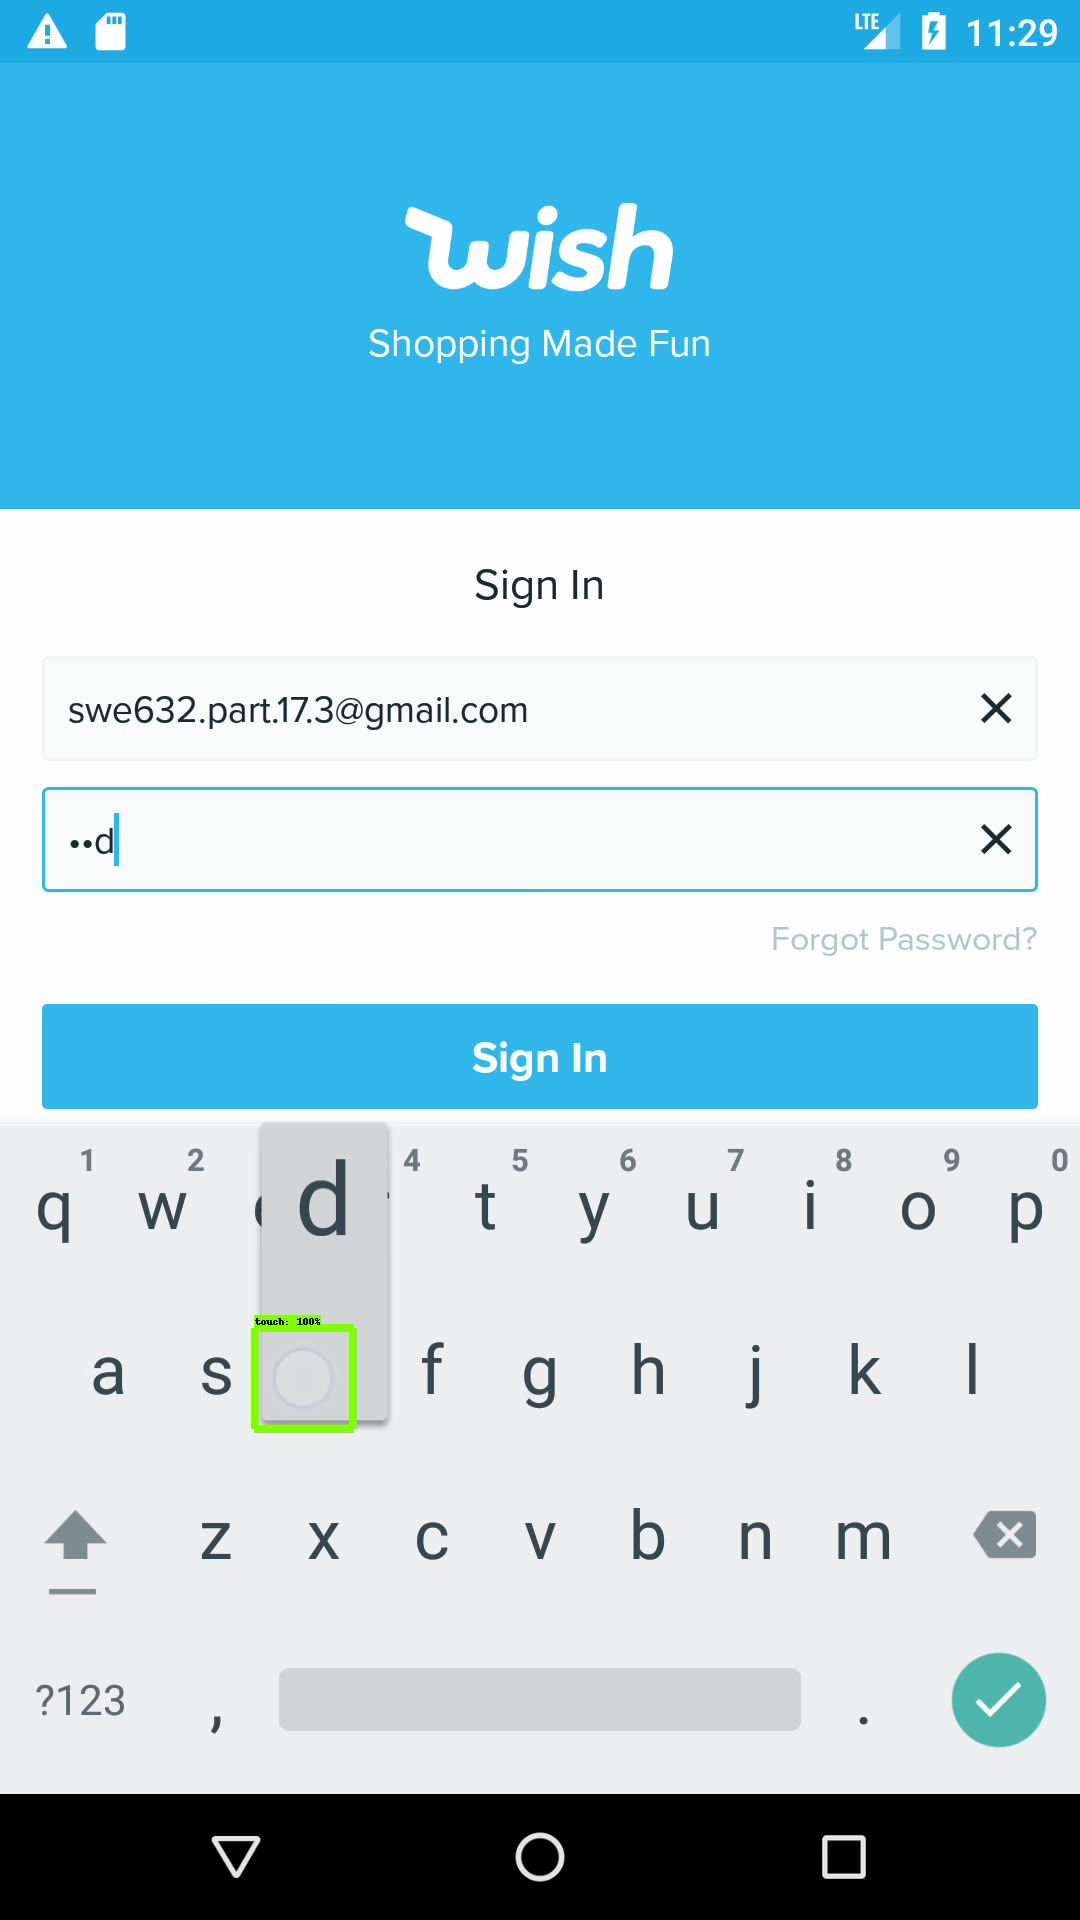 LTE 11:29
wish
Shopping Made Fun
Sign In
swe632.part.17.3@gmail.com
••d
Forgot Password?
Sign In
1 2 4 5 6 7 8 9 0
q w d t y u i o p
touch: 100%
a s f g h j k l
z x c v b n m
?123 , .